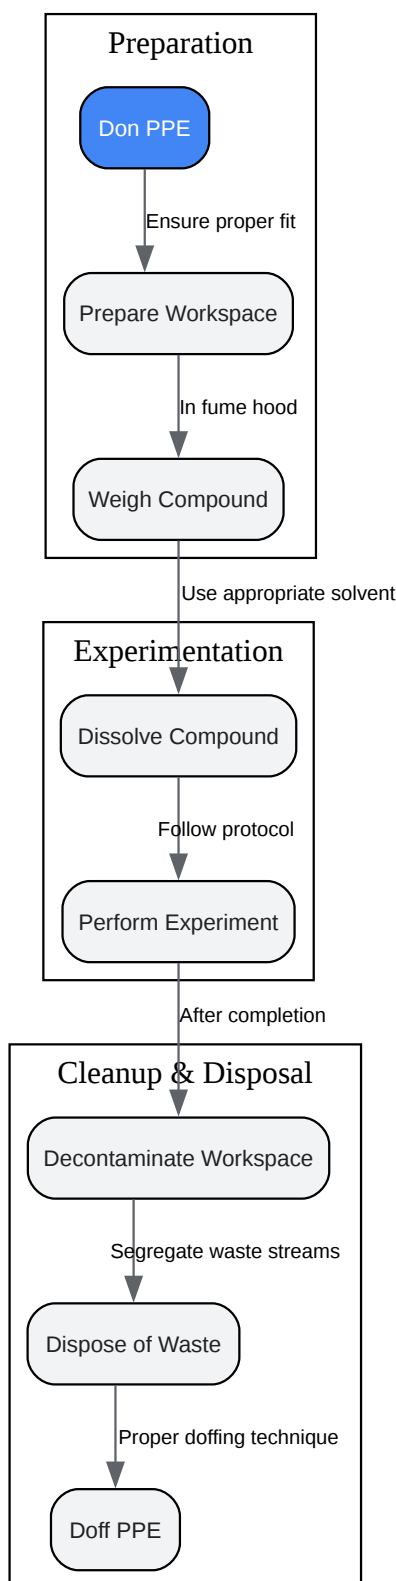 Preparation
Don PPE
Ensure proper fit
Prepare Workspace
In fume hood
Weigh Compound
Use appropriate solvent
Experimentation
Dissolve Compound
Follow protocol
Perform Experiment
After completion
Cleanup & Disposal
Decontaminate Workspace
Segregate waste streams
Dispose of Waste
Proper doffing technique
Doff PPE